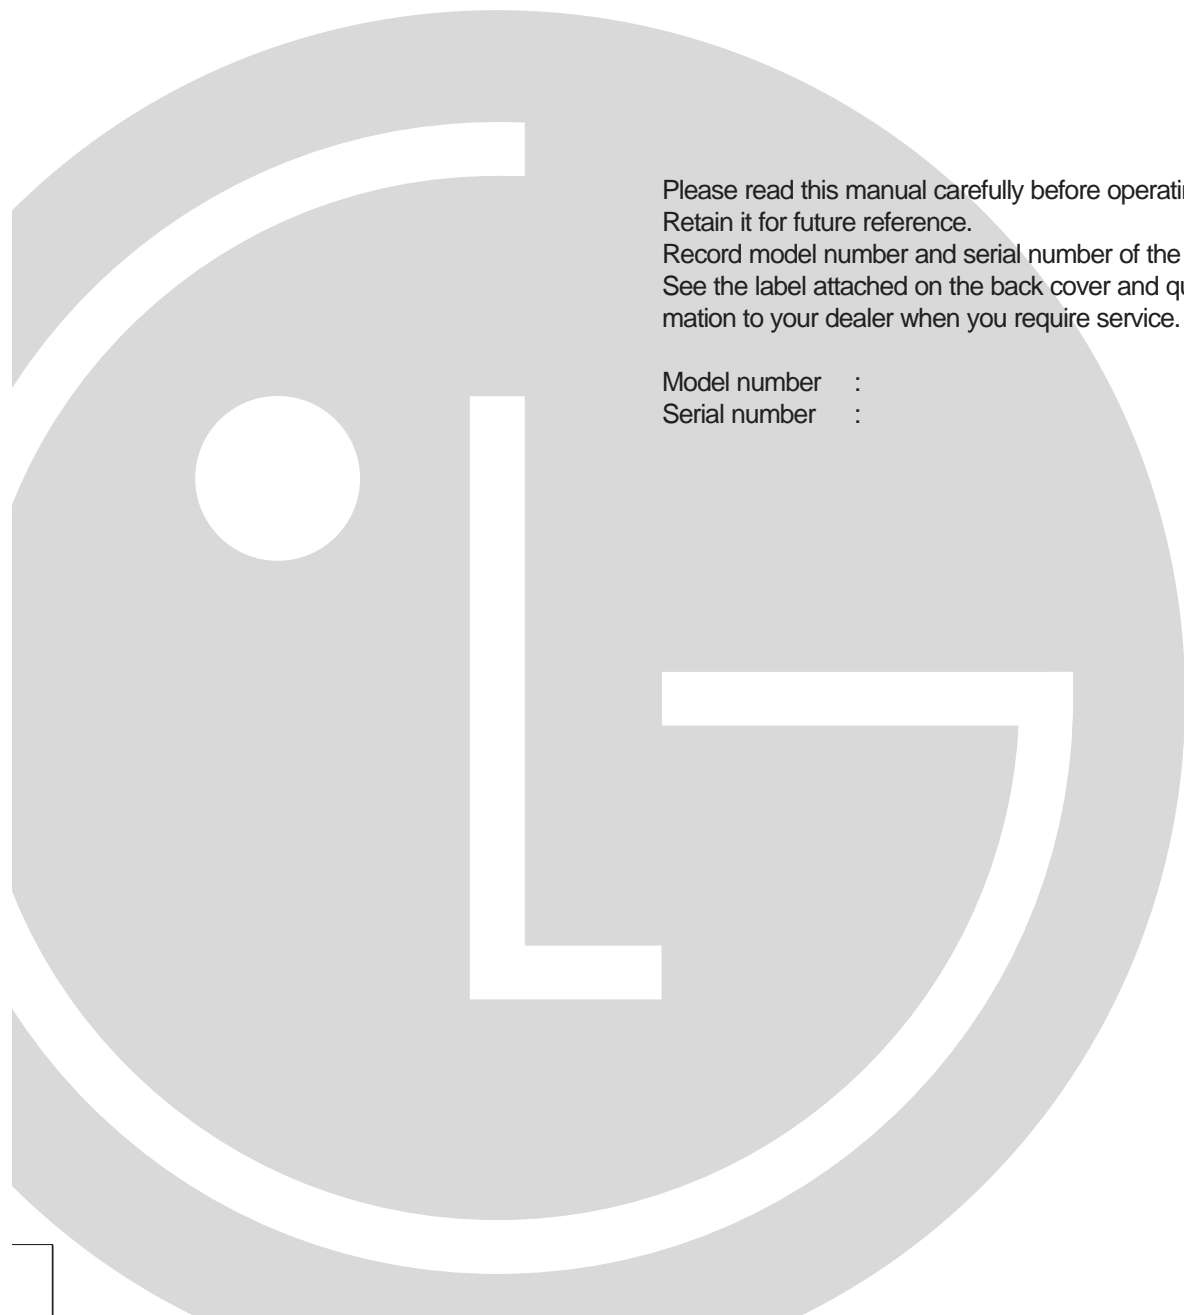 Please read this manual carefully before operatin
Retain it for future reference.
Record model number and serial number of the
See the label attached on the back cover and qu
mation to your dealer when you require service.
Model number :
Serial number :